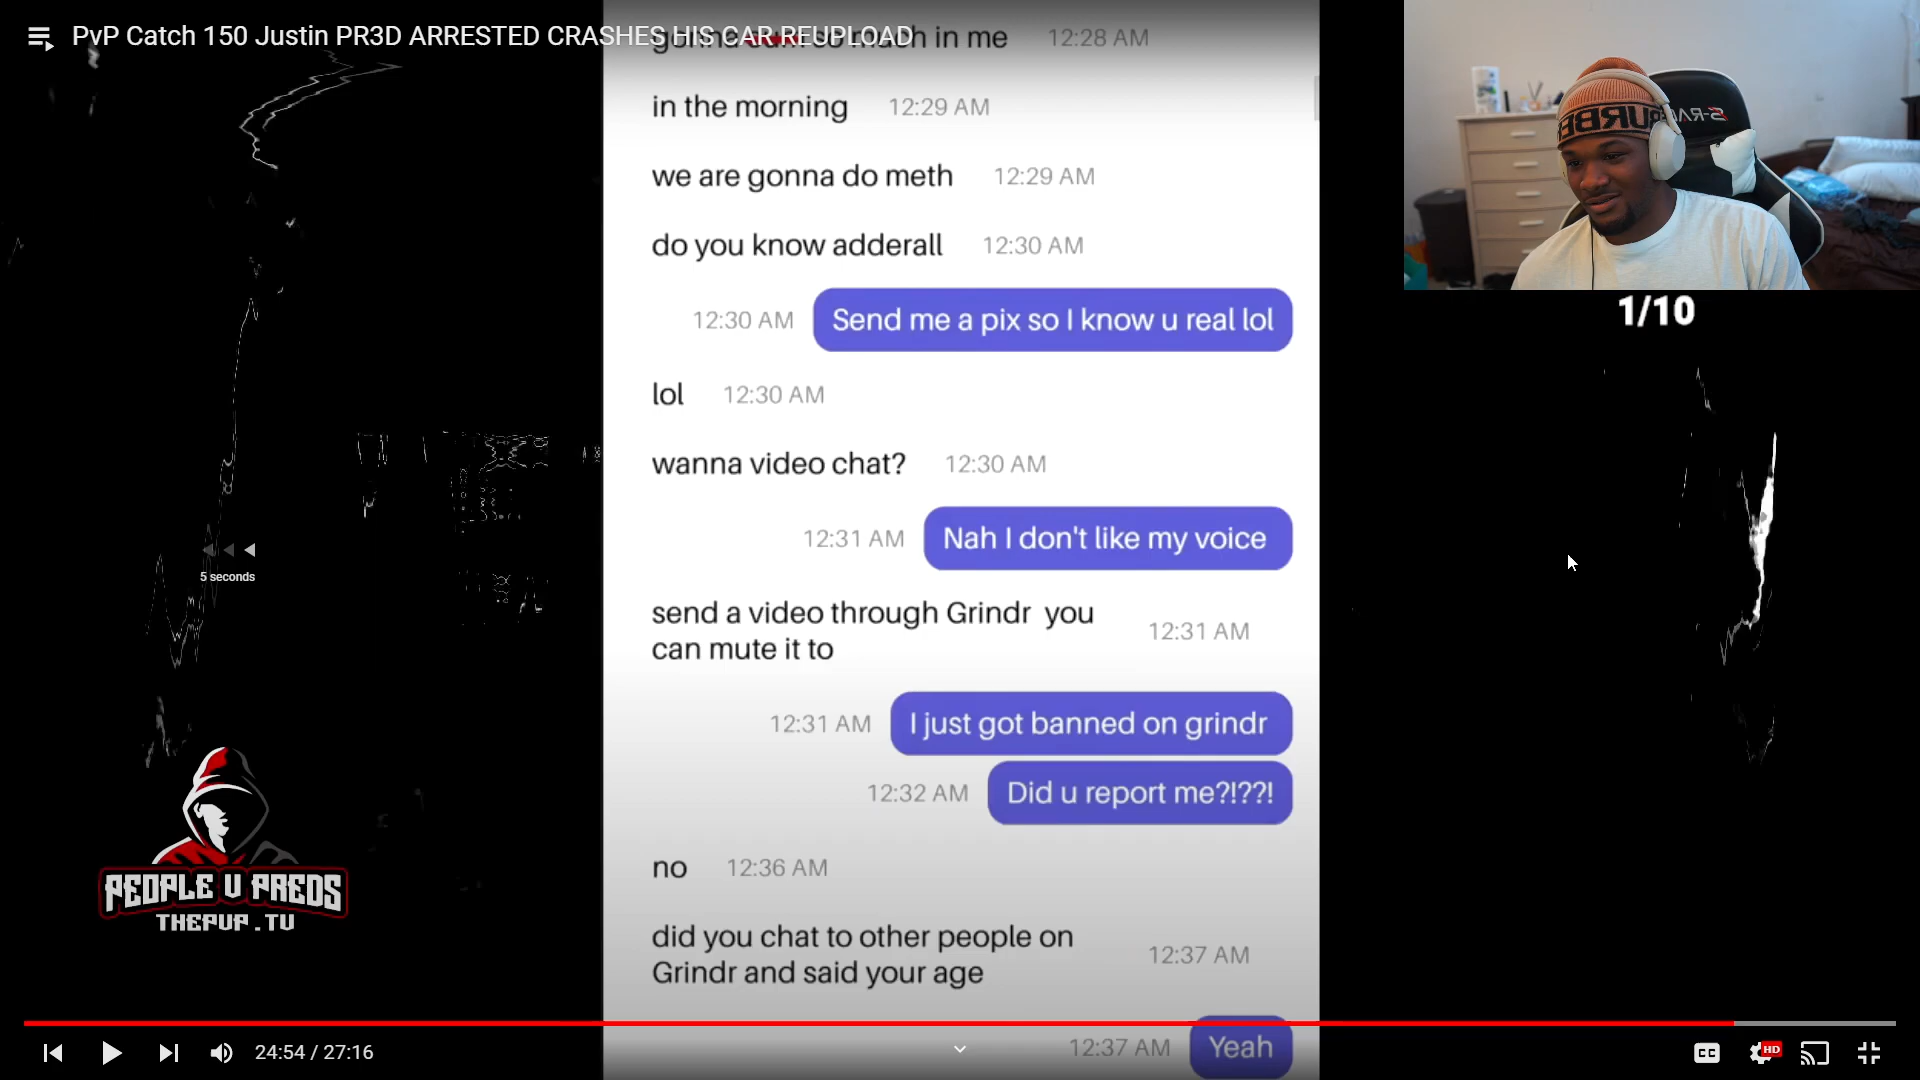 PvP Catch 150 Justin PR3D ARRESTED CRASHES HIS CAR REUPLOAD
in me 12:28 AM
in the morning 12:29 AM
we are gonna do meth 12:29 AM
do you know adderall 12:30 AM
12:30 AM Send me a pix so I know u real lol
lol 12:30 AM
wanna video chat? 12:30 AM
12:31 AM Nah I don't like my voice
send a video through Grindr you
can mute it to
12:31 AM
12:31 AM I just got banned on grindr
12:32 AM Did u report me?!??!
no 12:36 AM
did you chat to other people on
Grindr and said your age
12:37 AM
12:37 AM Yeah
5 seconds
PEOPLE V PREDS
THEPVP.TV
1/10
24:54 / 27:16
CC
HD